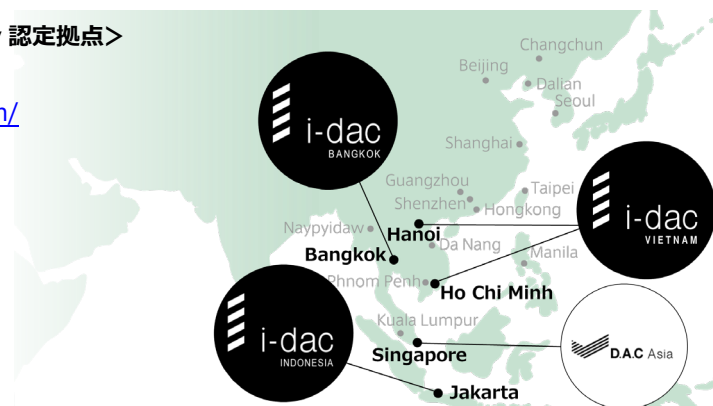 認定拠点＞
n/
Changchun
Beijing
Dalian
Seoul
i-dac
BANGKOK
Shanghai
Guangzhou
Taipei
Shenzhen
Hongkong
i-dac
VIETNAM
Naypyidaw
Hanoi
Da Nang
Manila
Bangkok
Phnom Penh
Ho Chi Minh
i-dac
INDONESIA
Kuala Lumpur
Singapore
D.A.C Asia
Jakarta